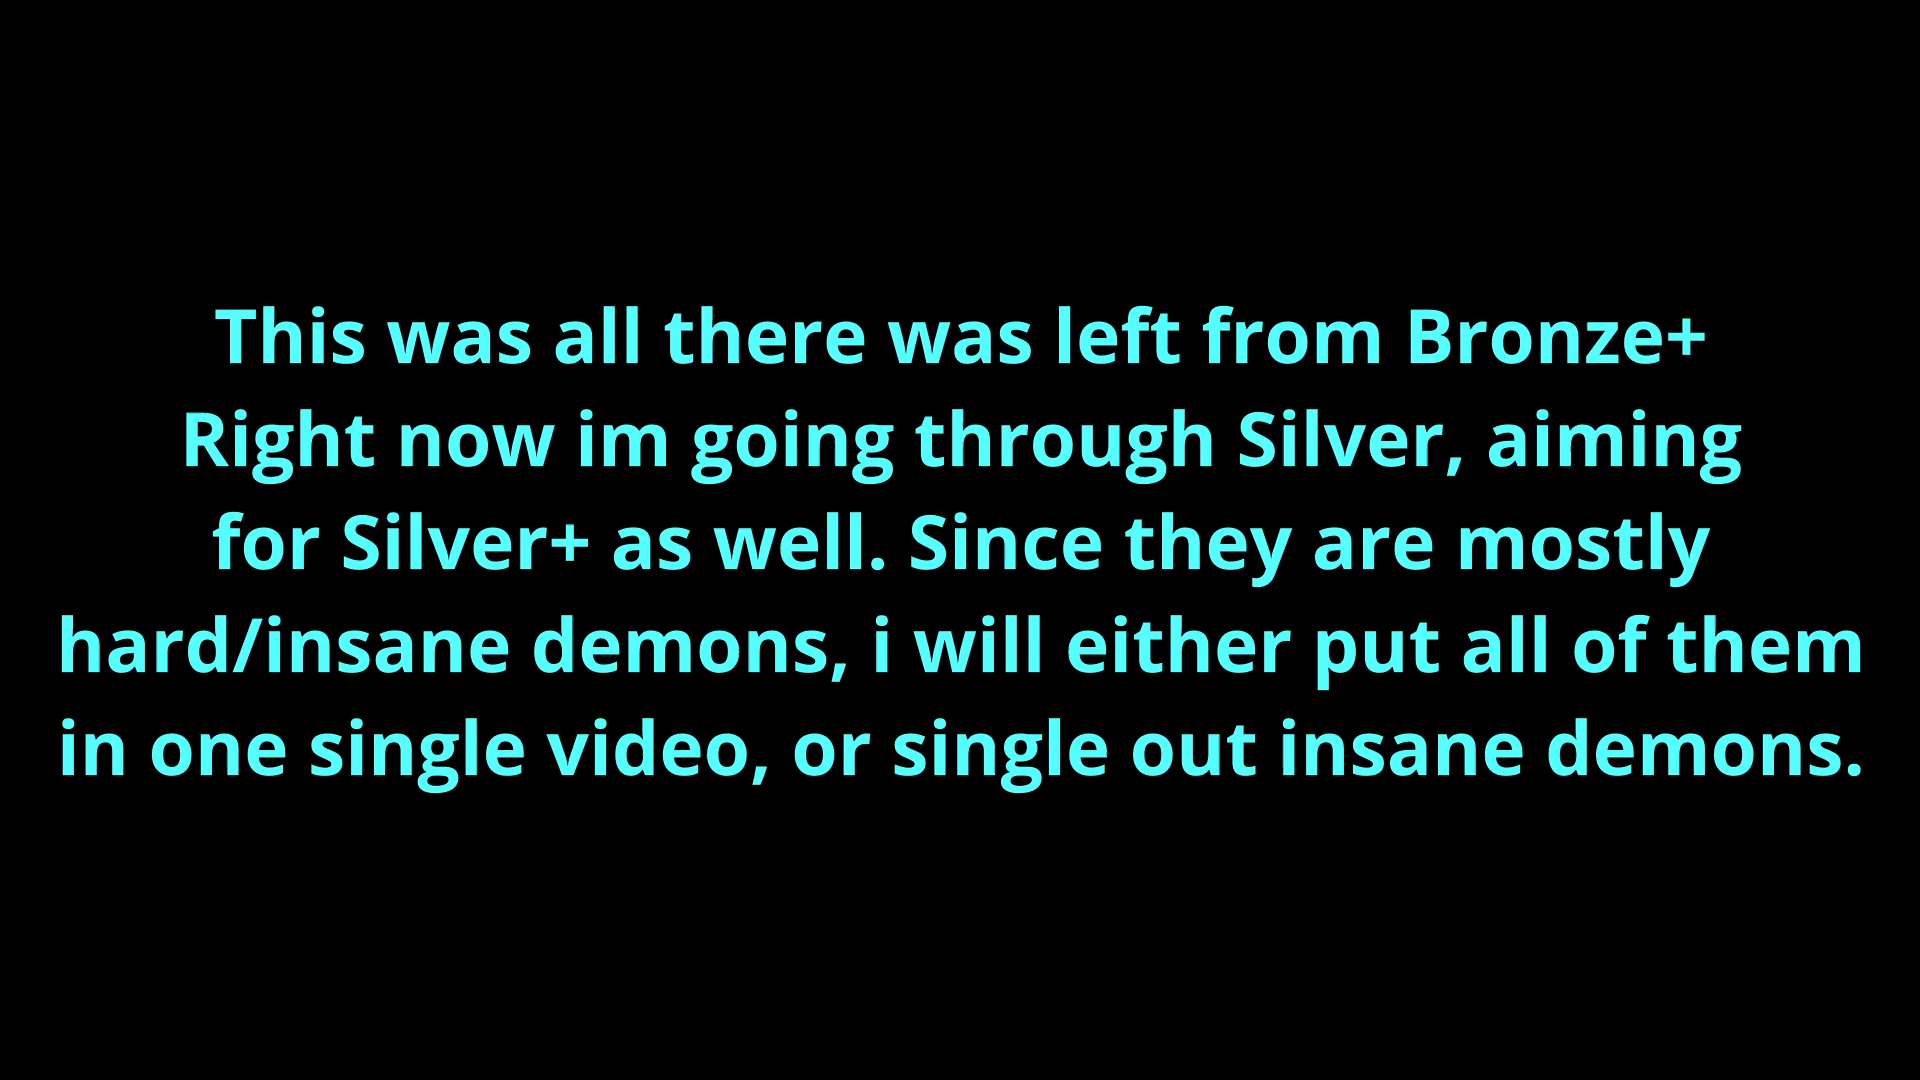 This was all there was left from Bronze+
Right now im going through Silver, aiming
for Silver+ as well. Since they are mostly
hard/insane demons, i will either put all of them
in one single video, or single out insane demons.